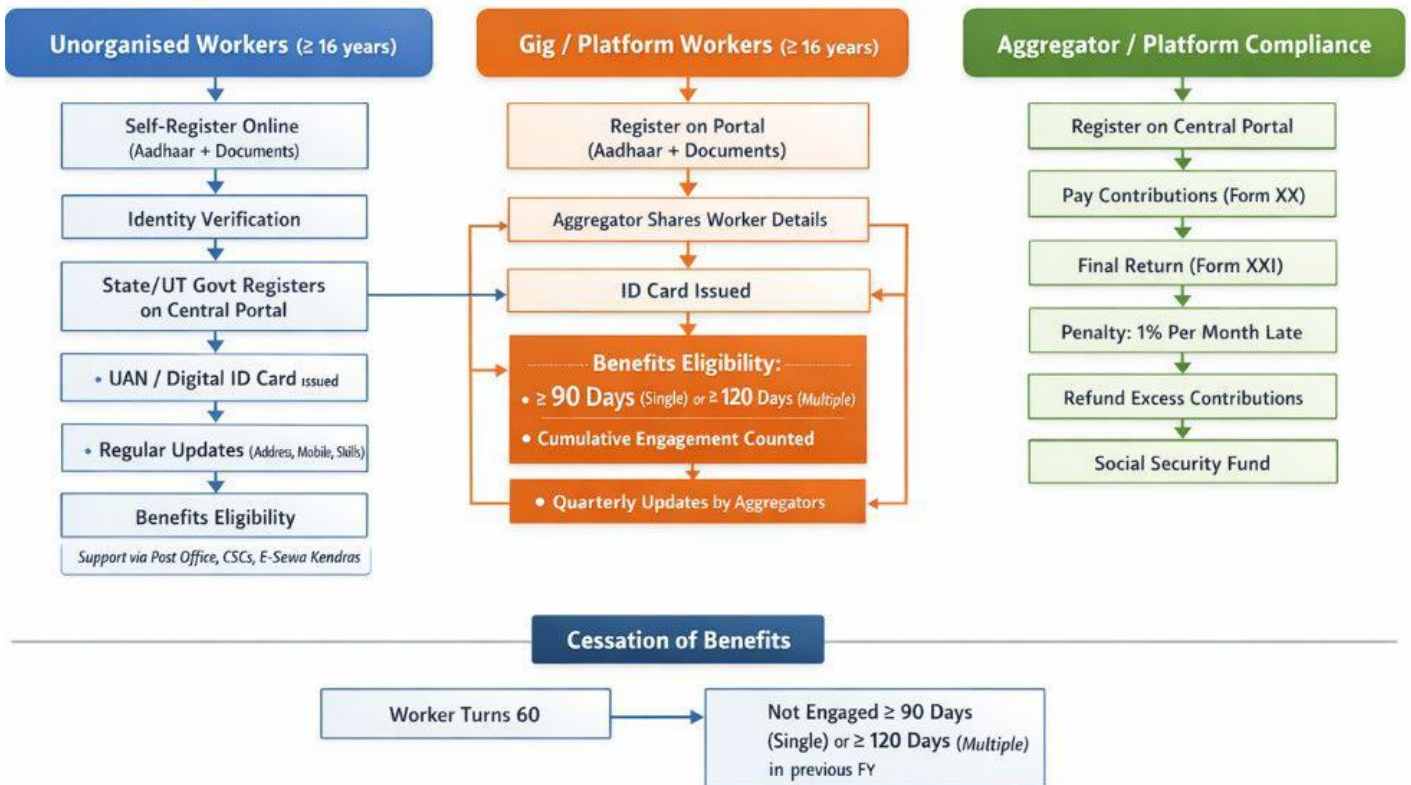 Unorganised Workers (≥ 16 years)
Self-Register Online
(Aadhaar + Documents)
Identity Verification
State/UT Govt Registers
on Central Portal
• UAN / Digital ID Card Issued
• Regular Updates (Address, Mobile, Skills)
Benefits Eligibility
Support via Post Office, CSCs, E-Sewa Kendras
Gig / Platform Workers (≥ 16 years)
Register on Portal
(Aadhaar + Documents)
Aggregator Shares Worker Details
ID Card Issued
Benefits Eligibility:
• ≥ 90 Days (Single) or ≥ 120 Days (Multiple)
• Cumulative Engagement Counted
• Quarterly Updates by Aggregators
Aggregator / Platform Compliance
Register on Central Portal
Pay Contributions (Form XX)
Final Return (Form XXI)
Penalty: 1% Per Month Late
Refund Excess Contributions
Social Security Fund
Cessation of Benefits
Worker Turns 60
Not Engaged ≥ 90 Days
(Single) or ≥ 120 Days (Multiple)
in previous FY